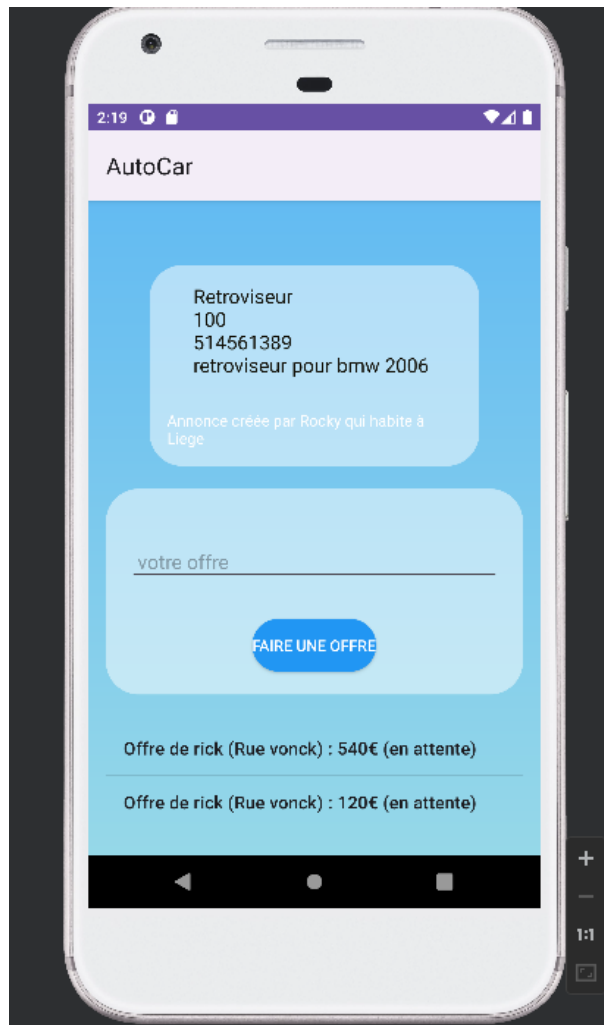 2:19
AutoCar
Retroviseur
100
514561389
retroviseur pour bmw 2006
Annonce créée par Rocky qui habite à
Liege
votre offre
FAIRE UNE OFFRE
Offre de rick (Rue vonck) : 540€ (en attente)
Offre de rick (Rue vonck) : 120€ (en attente)
1:1